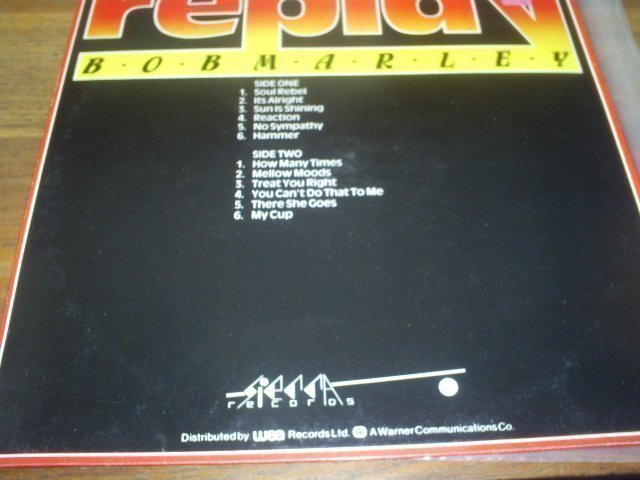 replay
B·O·B M·A·R·L·E·Y
SIDE ONE
1. Soul Rebel
2. Its Alright
3. Sun Is Shining
4. Reaction
5. No Sympathy
6. Hammer
SIDE TWO
1. How Many Times
2. Mellow Moods
3. Treat You Right
4. You Can't Do That To Me
5. There She Goes
6. My Cup
sierra
records
Distributed by wea Records Ltd. A Warner Communications Co.